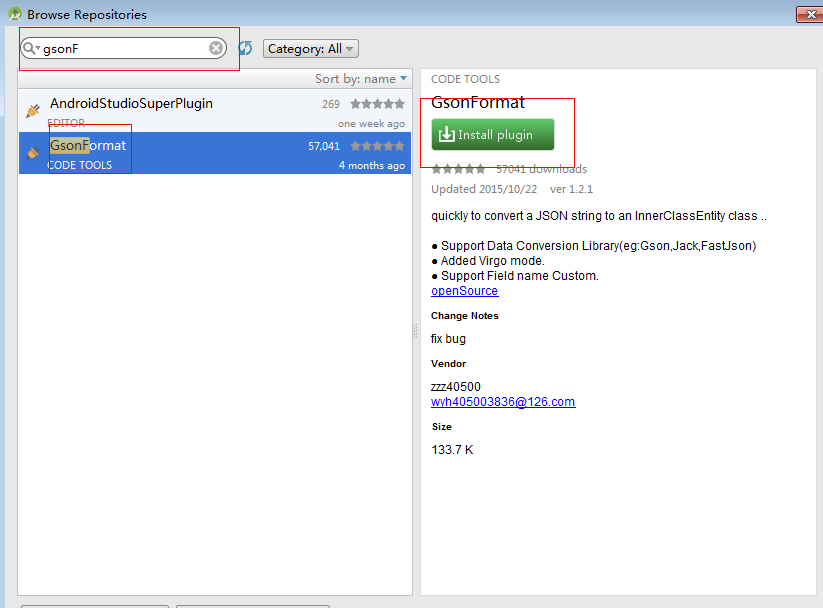 Browse Repositories
gsonF
Category: All
Sort by: name
AndroidStudioSuperPlugin 269
EDITOR one week ago
GsonFormat 57,041
CODE TOOLS 4 months ago
CODE TOOLS
GsonFormat
Install plugin
57041 downloads
Updated 2015/10/22 ver 1.2.1
quickly to convert a JSON string to an InnerClassEntity class ..
● Support Data Conversion Library(eg:Gson,Jack,FastJson)
● Added Virgo mode.
● Support Field name Custom.
openSource
Change Notes
fix bug
Vendor
zzz40500
wyh405003836@126.com
Size
133.7 K